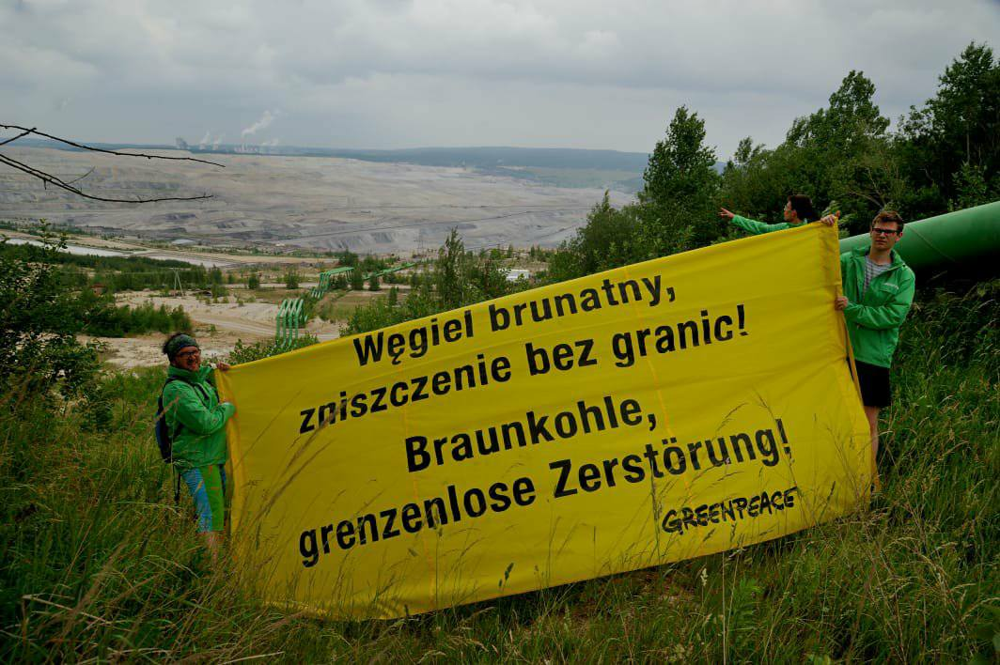 Węgiel brunatny,
zniszczenie bez granic!
Braunkohle,
grenzenlose Zerstörung!
GREENPEACE